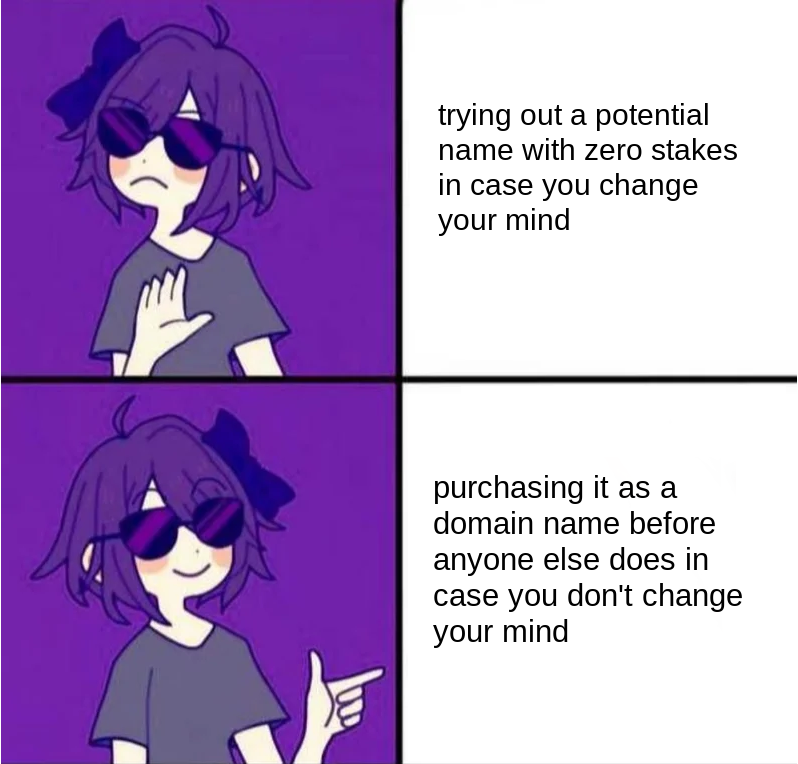 trying out a potential
name with zero stakes
in case you change
your mind
purchasing it as a
domain name before
anyone else does in
case you don't change
your mind